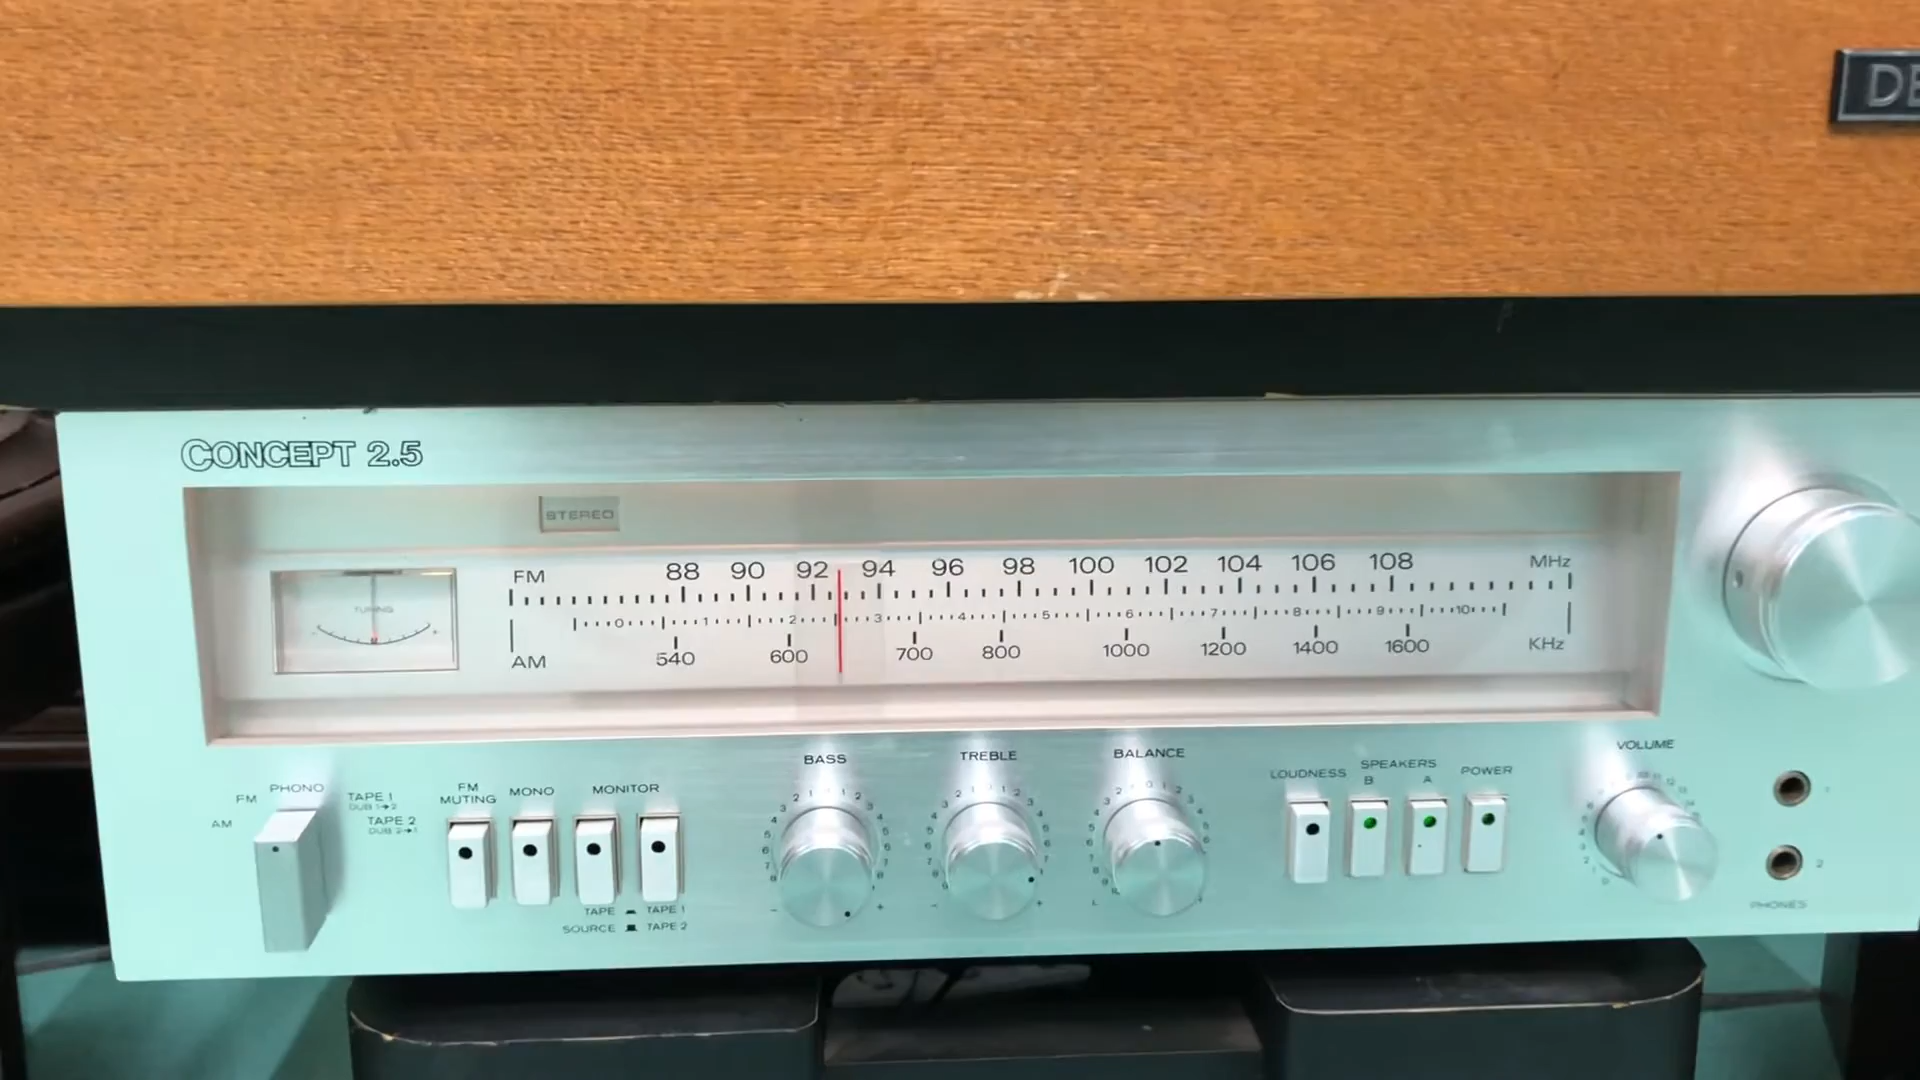 CONCEPT 2.5
STEREO
TUNING
FM 88 90 92 94 96 98 100 102 104 106 108 MHz
0 1 2 3 4 5 6 7 8 9 10
AM 540 600 700 800 1000 1200 1400 1600 KHz
PHONO
FM
AM
TAPE 1
DUB 1→2
TAPE 2
DUB 2→1
FM MUTING
MONO
MONITOR
TAPE TAPE 1
SOURCE TAPE 2
BASS
TREBLE
BALANCE
LOUDNESS
SPEAKERS
B A
POWER
VOLUME
1
2
PHONES